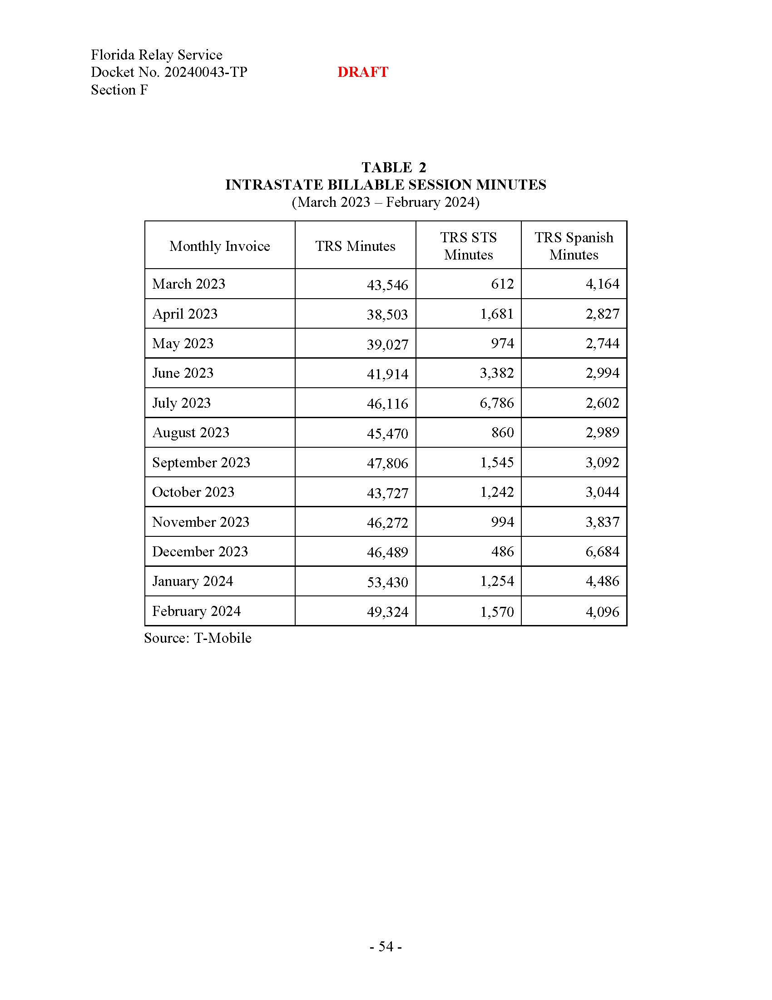 Florida Relay Service
Docket No. 20240043-TP DRAFT
Section F
TABLE 2
INTRASTATE BILLABLE SESSION MINUTES
(March 2023 – February 2024)
Monthly Invoice TRS Minutes TRS STS Minutes TRS Spanish Minutes
March 2023 43,546 612 4,164
April 2023 38,503 1,681 2,827
May 2023 39,027 974 2,744
June 2023 41,914 3,382 2,994
July 2023 46,116 6,786 2,602
August 2023 45,470 860 2,989
September 2023 47,806 1,545 3,092
October 2023 43,727 1,242 3,044
November 2023 46,272 994 3,837
December 2023 46,489 486 6,684
January 2024 53,430 1,254 4,486
February 2024 49,324 1,570 4,096
Source: T-Mobile
- 54 -